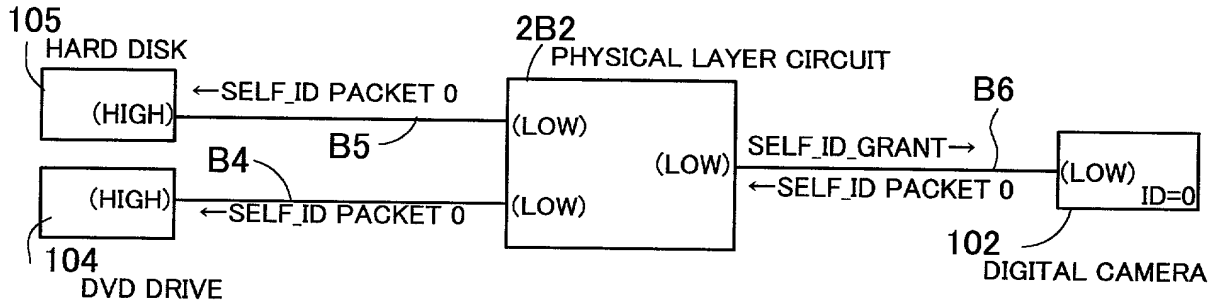 105
HARD DISK
(HIGH)
←SELF_ID PACKET 0
B5
2B2
PHYSICAL LAYER CIRCUIT
(LOW)
(LOW)
(LOW)
B4
(HIGH)
←SELF_ID PACKET 0
104
DVD DRIVE
B6
SELF_ID_GRANT→
←SELF_ID PACKET 0
(LOW)
ID=0
102
DIGITAL CAMERA